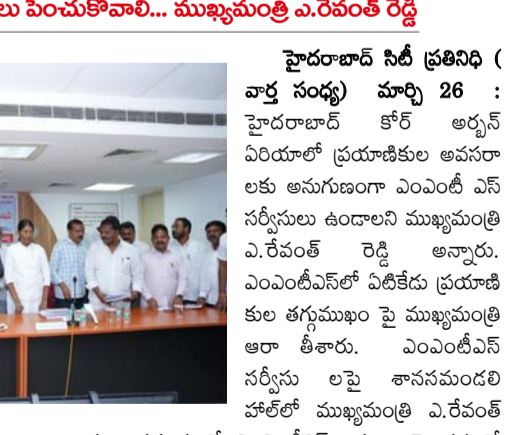 లు పెంచుకోవాలి... ముఖ్యమంత్రి ఎ.రేవంత్ రెడ్డి
హైదరాబాద్ సిటీ ప్రతినిధి (
వార్త సంధ్య) మార్చి 26 :
హైదరాబాద్ కోర్ అర్బన్
ఏరియాలో ప్రయాణికుల అవసరా
లకు అనుగుణంగా ఎంఎంటీ ఎస్
సర్వీసులు ఉండాలని ముఖ్యమంత్రి
ఎ.రేవంత్ రెడ్డి అన్నారు.
ఎంఎంటీఎస్‌లో ఏటికేడు ప్రయాణి
కుల తగ్గుముఖం పై ముఖ్యమంత్రి
ఆరా తీశారు. ఎంఎంటీఎస్
సర్వీసు లపై శానసమండలి
హాల్‌లో ముఖ్యమంత్రి ఎ.రేవంత్